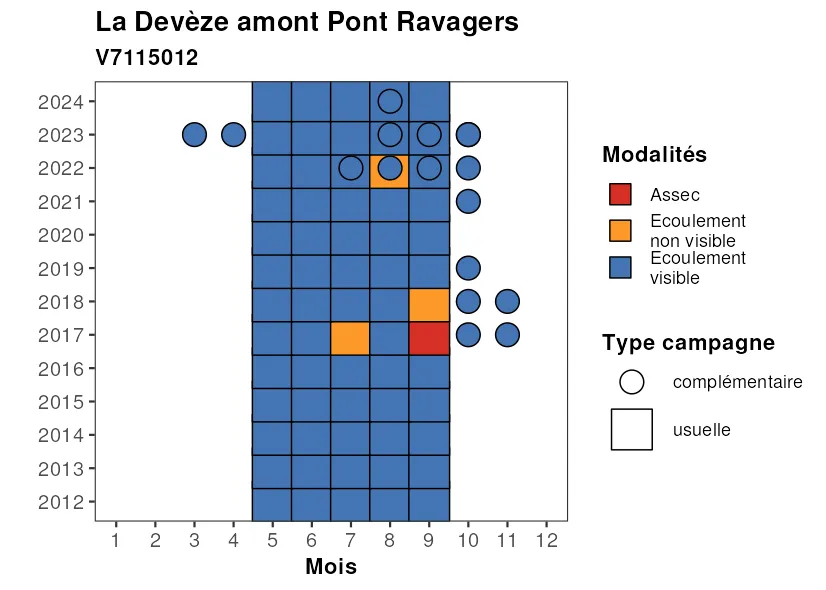 La Devèze amont Pont Ravagers
V7115012
2024
2023
2022
2021
2020
2019
2018
2017
2016
2015
2014
2013
2012
1 2 3 4 5 6 7 8 9 10 11 12
Mois
Modalités
Assec
Ecoulement
non visible
Ecoulement
visible
Type campagne
complémentaire
usuelle